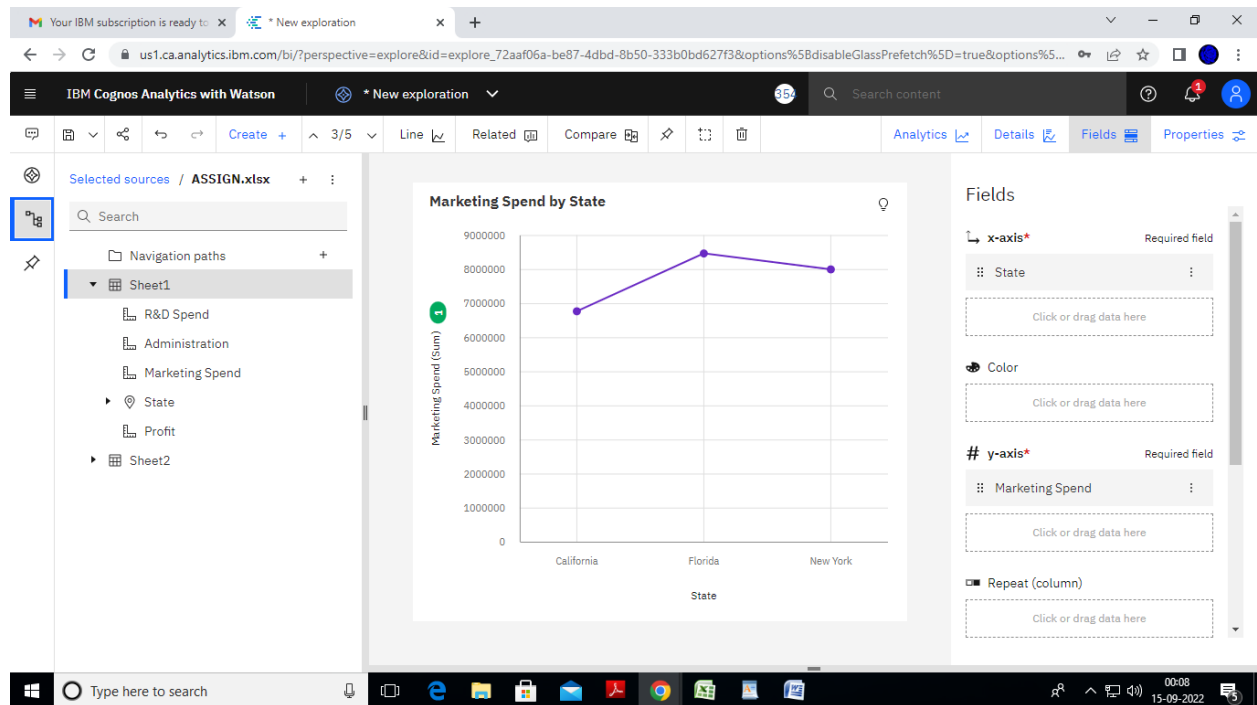 Your IBM subscription is ready to
* New exploration
us1.ca.analytics.ibm.com/bi/?perspective=explore&id=explore_72aaf06a-be87-4dbd-8b50-333b0bd627f3&options%5BdisableGlassPrefetch%5D=true&options%5...
IBM Cognos Analytics with Watson
* New exploration
354
Search content
1
Create +
3/5
Line
Related
Compare
Analytics
Details
Fields
Properties
Selected sources / ASSIGN.xlsx
Search
Navigation paths
Sheet1
R&D Spend
Administration
Marketing Spend
State
Profit
Sheet2
Marketing Spend by State
9000000
8000000
7000000
6000000
5000000
4000000
3000000
2000000
1000000
0
Marketing Spend (Sum)
1
California
Florida
New York
State
Fields
x-axis*
Required field
State
Click or drag data here
Color
Click or drag data here
# y-axis*
Required field
Marketing Spend
Click or drag data here
Repeat (column)
Click or drag data here
Type here to search
00:08
15-09-2022
5